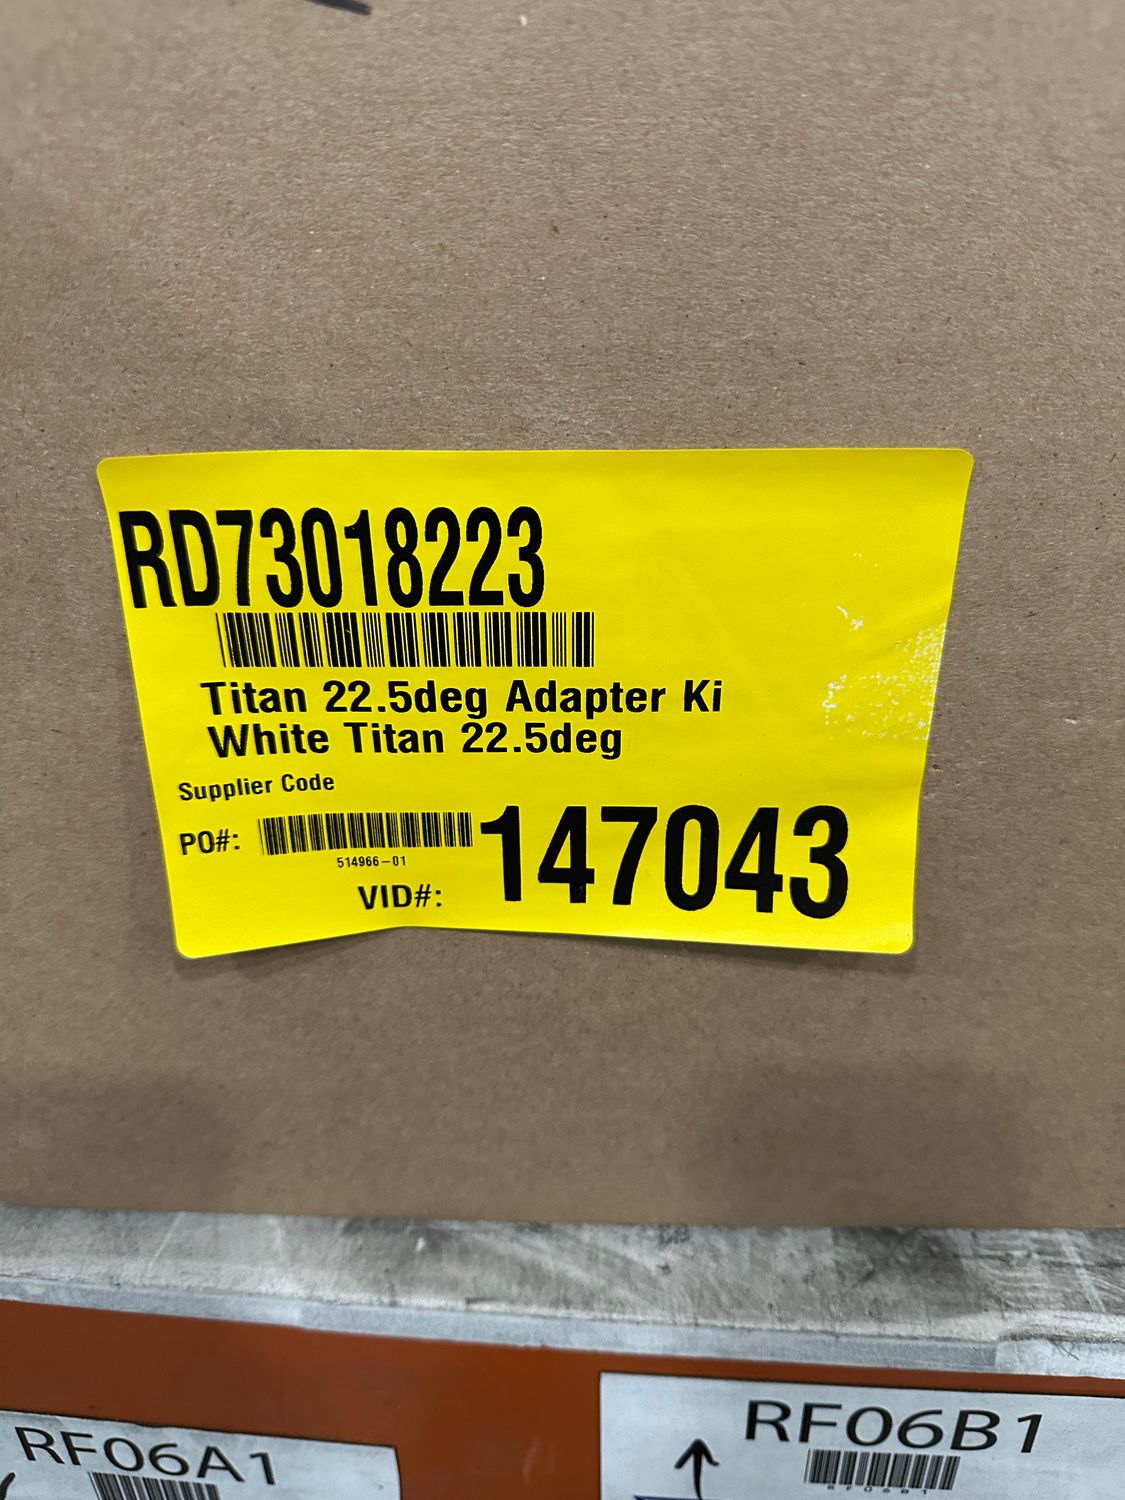 RD73018223
Titan 22.5deg Adapter Ki
White Titan 22.5deg
Supplier Code
PO#:
514966-01
VID#:
147043
RF06A1
RF06B1
RF06B1